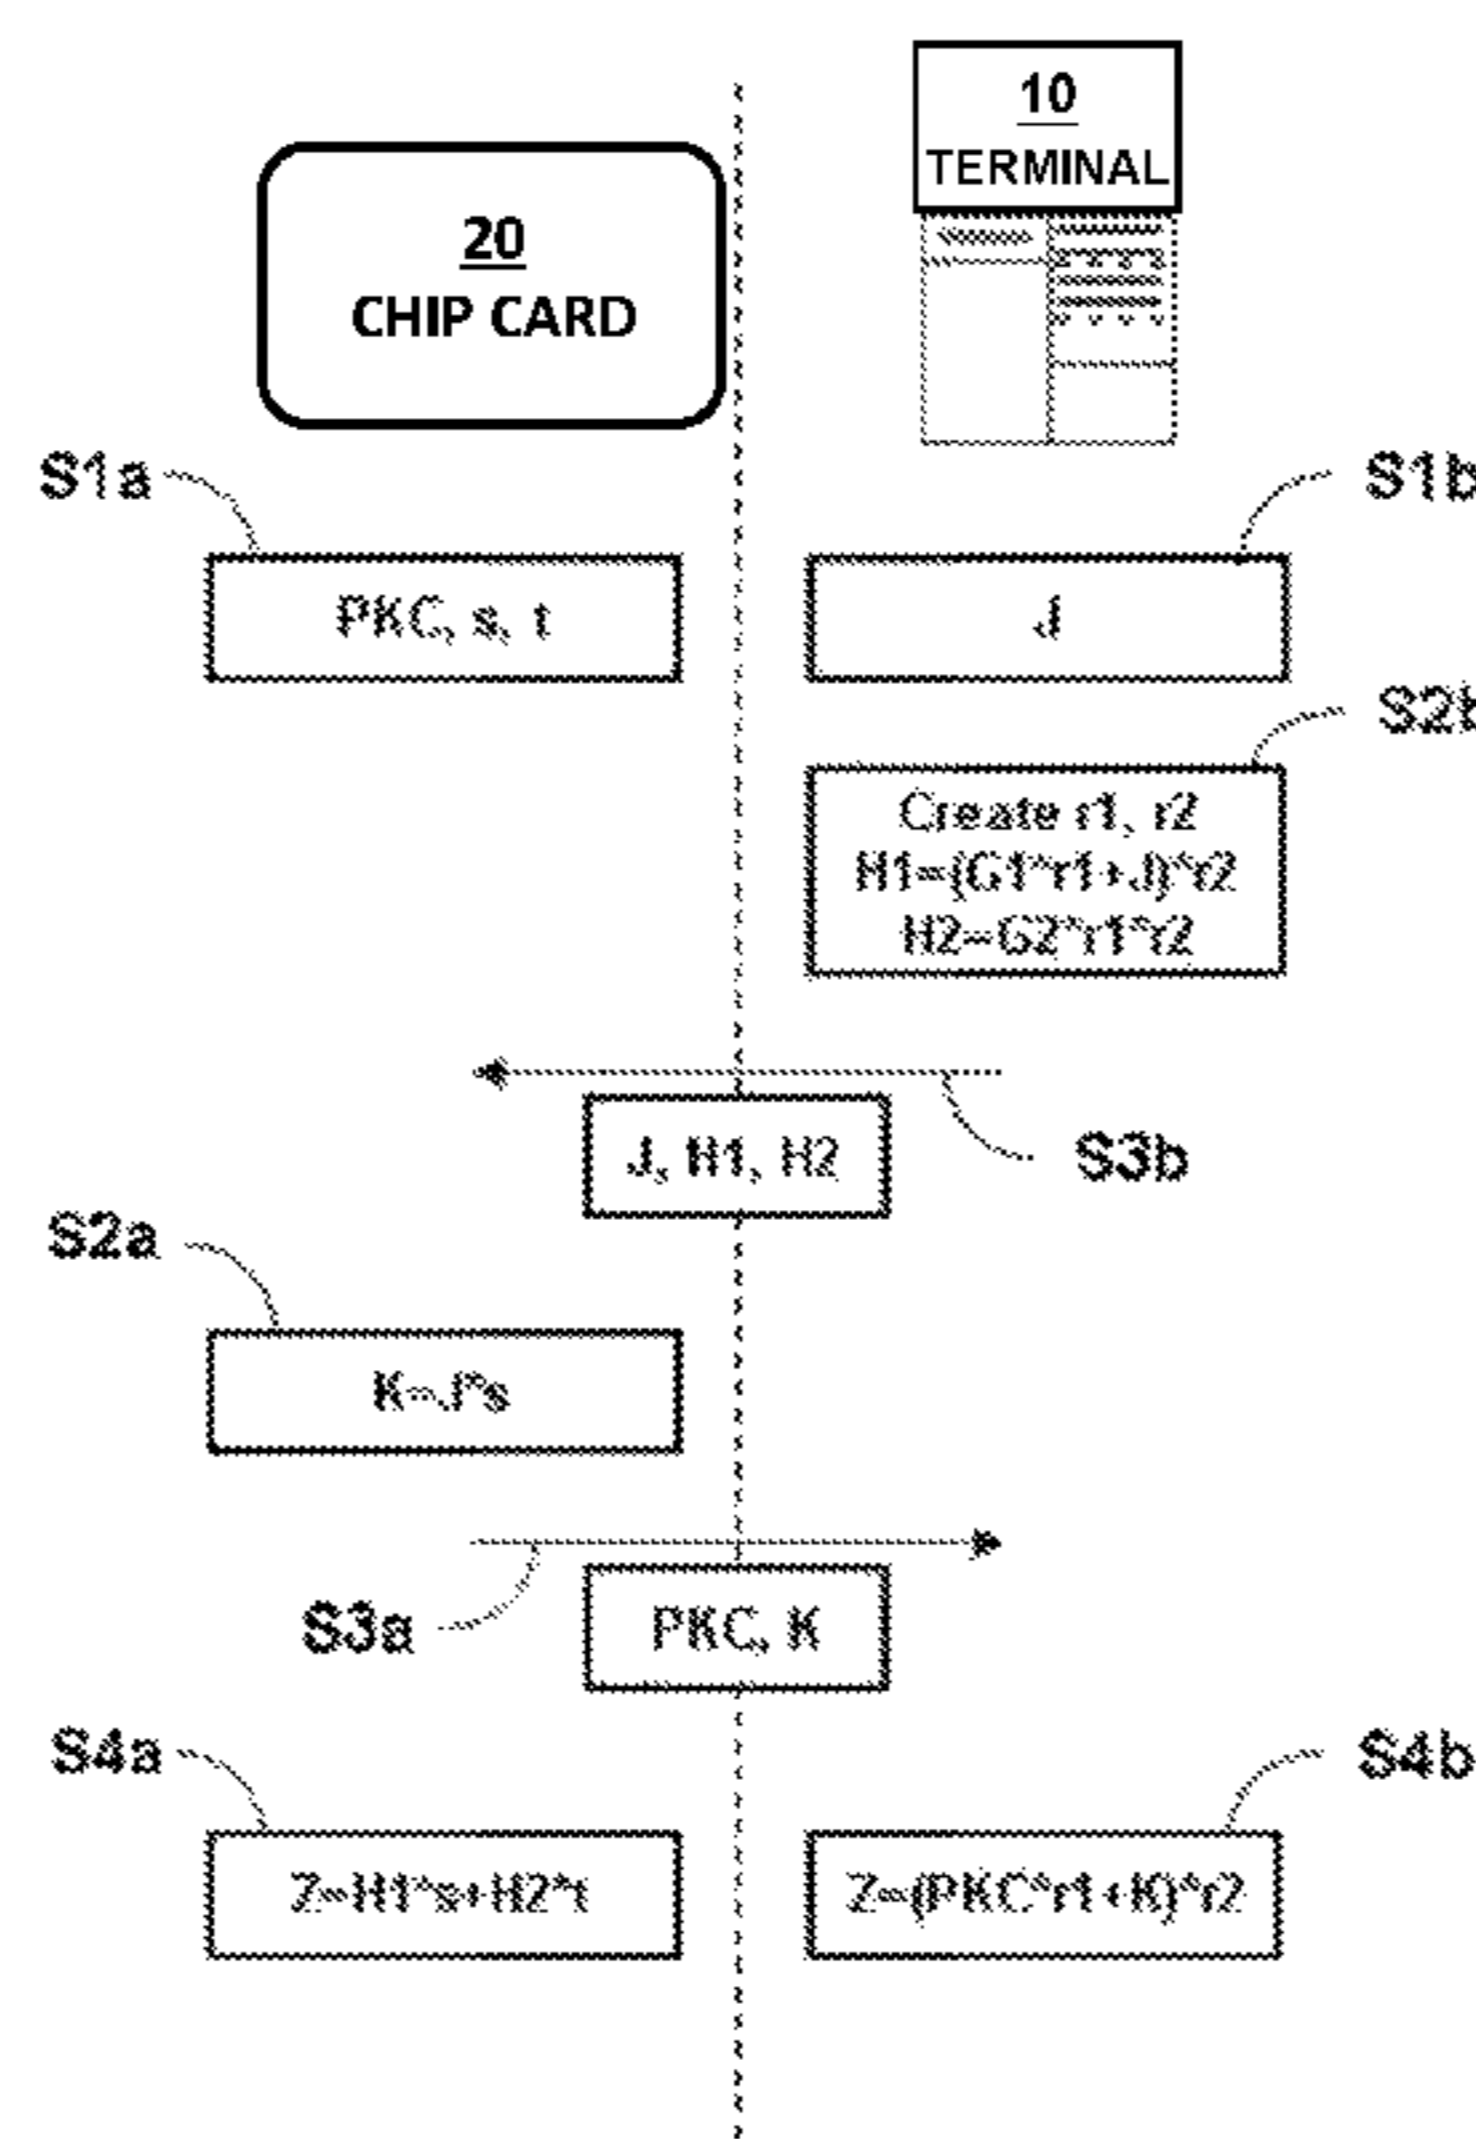 10
TERMINAL
20
CHIP CARD
S1a
S1b
PKC, s, t
J
S2b
Create r1, r2
H1=(G1*r1+J)*r2
H2=G2*r1*r2
J, H1, H2
S3b
S2a
K=J*s
S3a
PKC, K
S4a
S4b
Z=H1*s+H2*t
Z=(PKC*r1+K)*r2